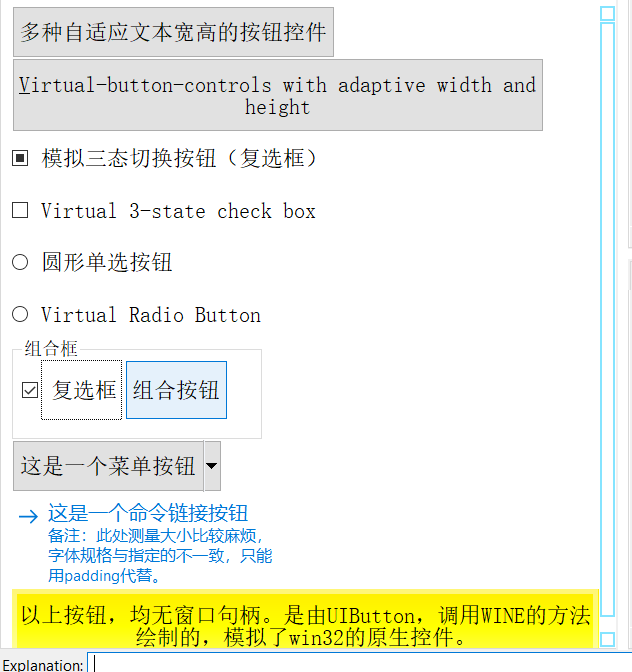 多种自适应文本宽高的按钮控件
Virtual-button-controls with adaptive width and
height
模拟三态切换按钮（复选框）
Virtual 3-state check box
圆形单选按钮
Virtual Radio Button
组合框
复选框 组合按钮
这是一个菜单按钮
这是一个命令链接按钮
备注：此处测量大小比较麻烦，
字体规格与指定的不一致，只能
用padding代替。
以上按钮，均无窗口句柄。是由UIButton，调用WINE的方法
绘制的，模拟了win32的原生控件。
Explanation: